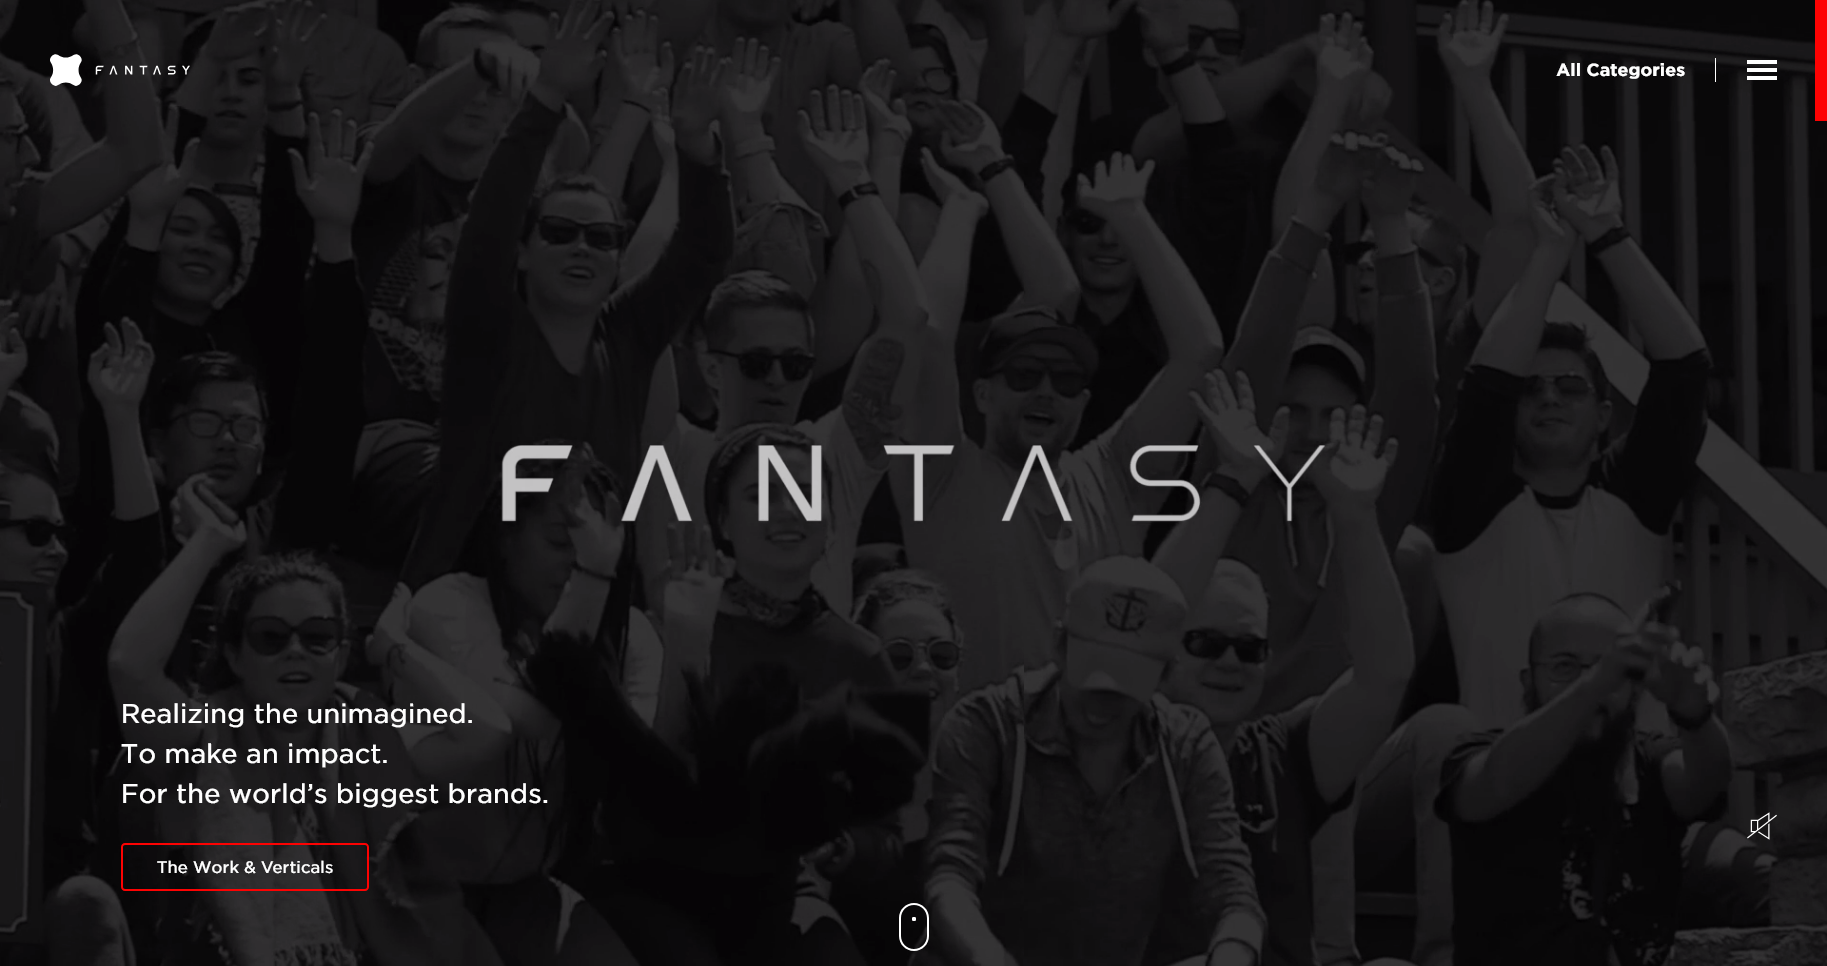 FANTASY
All Categories
FANTASY
Realizing the unimagined.
To make an impact.
For the world’s biggest brands.
The Work & Verticals